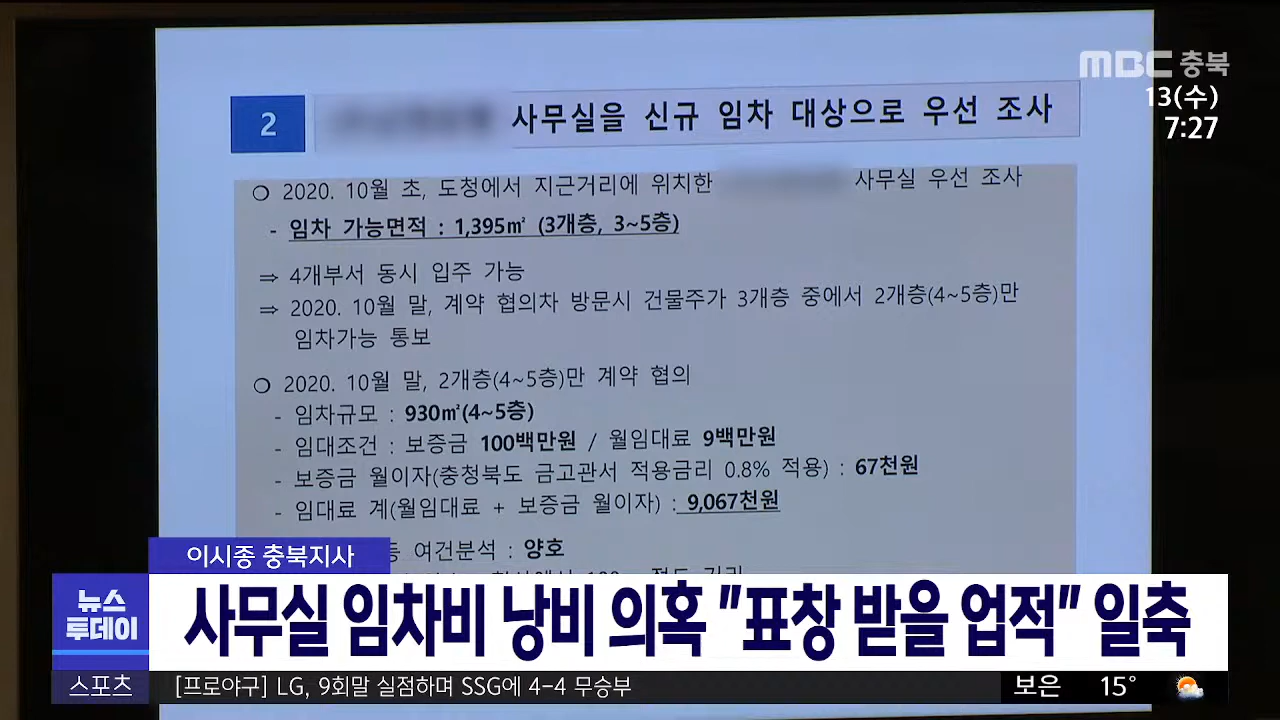 MBC 충북
13(수)
7:27
2 사무실을 신규 임차 대상으로 우선 조사
❍ 2020. 10월 초, 도청에서 지근거리에 위치한 사무실 우선 조사
- 임차 가능면적 : 1,395㎡ (3개층, 3~5층)
⇒ 4개부서 동시 입주 가능
⇒ 2020. 10월 말, 계약 협의차 방문시 건물주가 3개층 중에서 2개층(4~5층)만
임차가능 통보
❍ 2020. 10월 말, 2개층(4~5층)만 계약 협의
- 임차규모 : 930㎡(4~5층)
- 임대조건 : 보증금 100백만원 / 월임대료 9백만원
- 보증금 월이자(충청북도 금고관서 적용금리 0.8% 적용) : 67천원
- 임대료 계(월임대료 + 보증금 월이자) : 9,067천원
여건분석 : 양호
이시종 충북지사
뉴스
투데이
사무실 임차비 낭비 의혹 "표창 받을 업적" 일축
스포츠 [프로야구] LG, 9회말 실점하며 SSG에 4-4 무승부 보은 15°